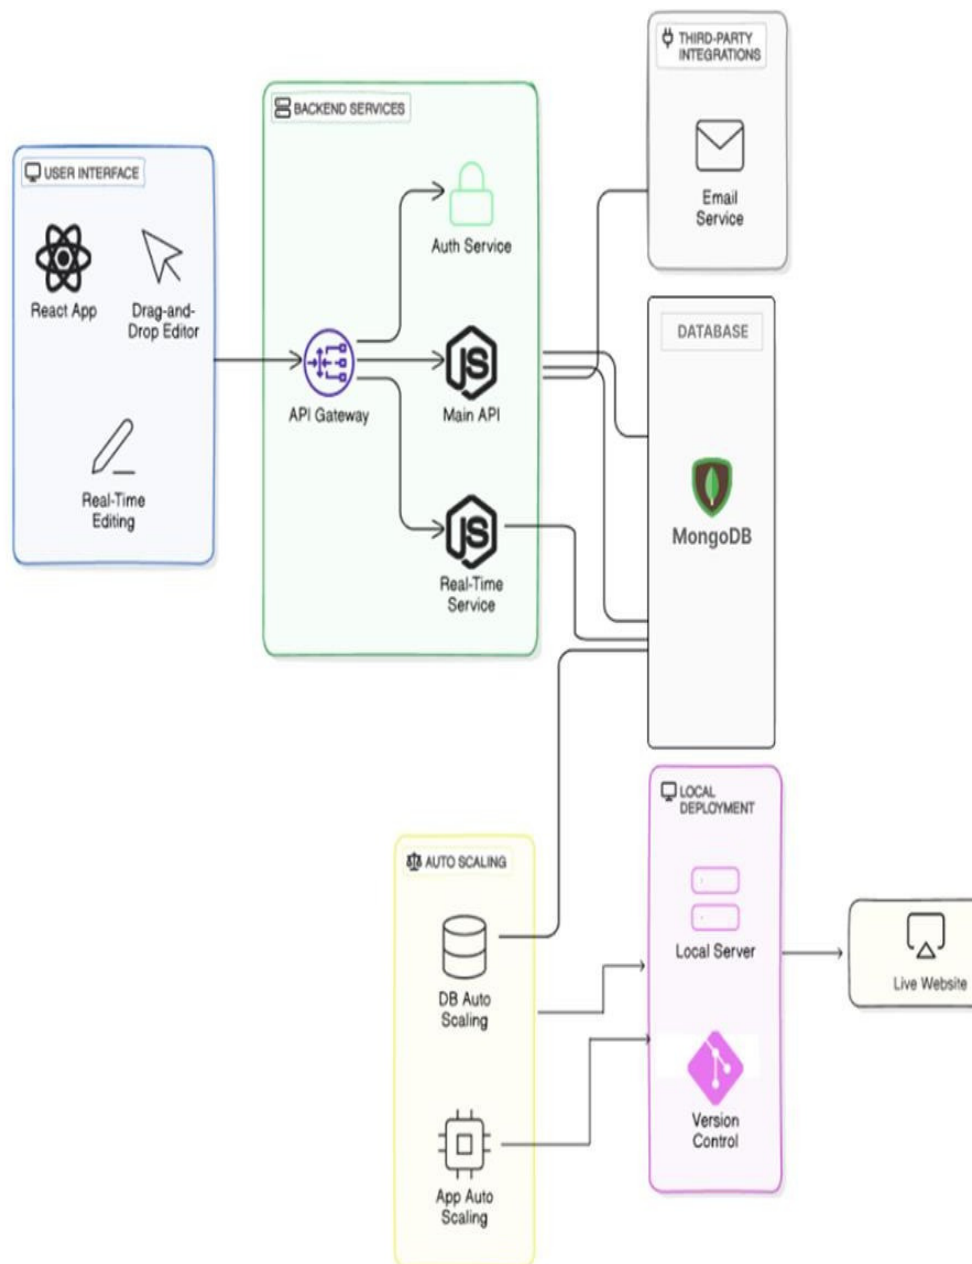 THIRD-PARTY
INTEGRATIONS
Email
Service
BACKEND SERVICES
Auth Service
API Gateway
JS
Main API
JS
Real-Time
Service
USER INTERFACE
React App
Drag-and-
Drop Editor
Real-Time
Editing
DATABASE
MongoDB
LOCAL
DEPLOYMENT
Local Server
Version
Control
AUTO SCALING
DB Auto
Scaling
App Auto
Scaling
Live Website